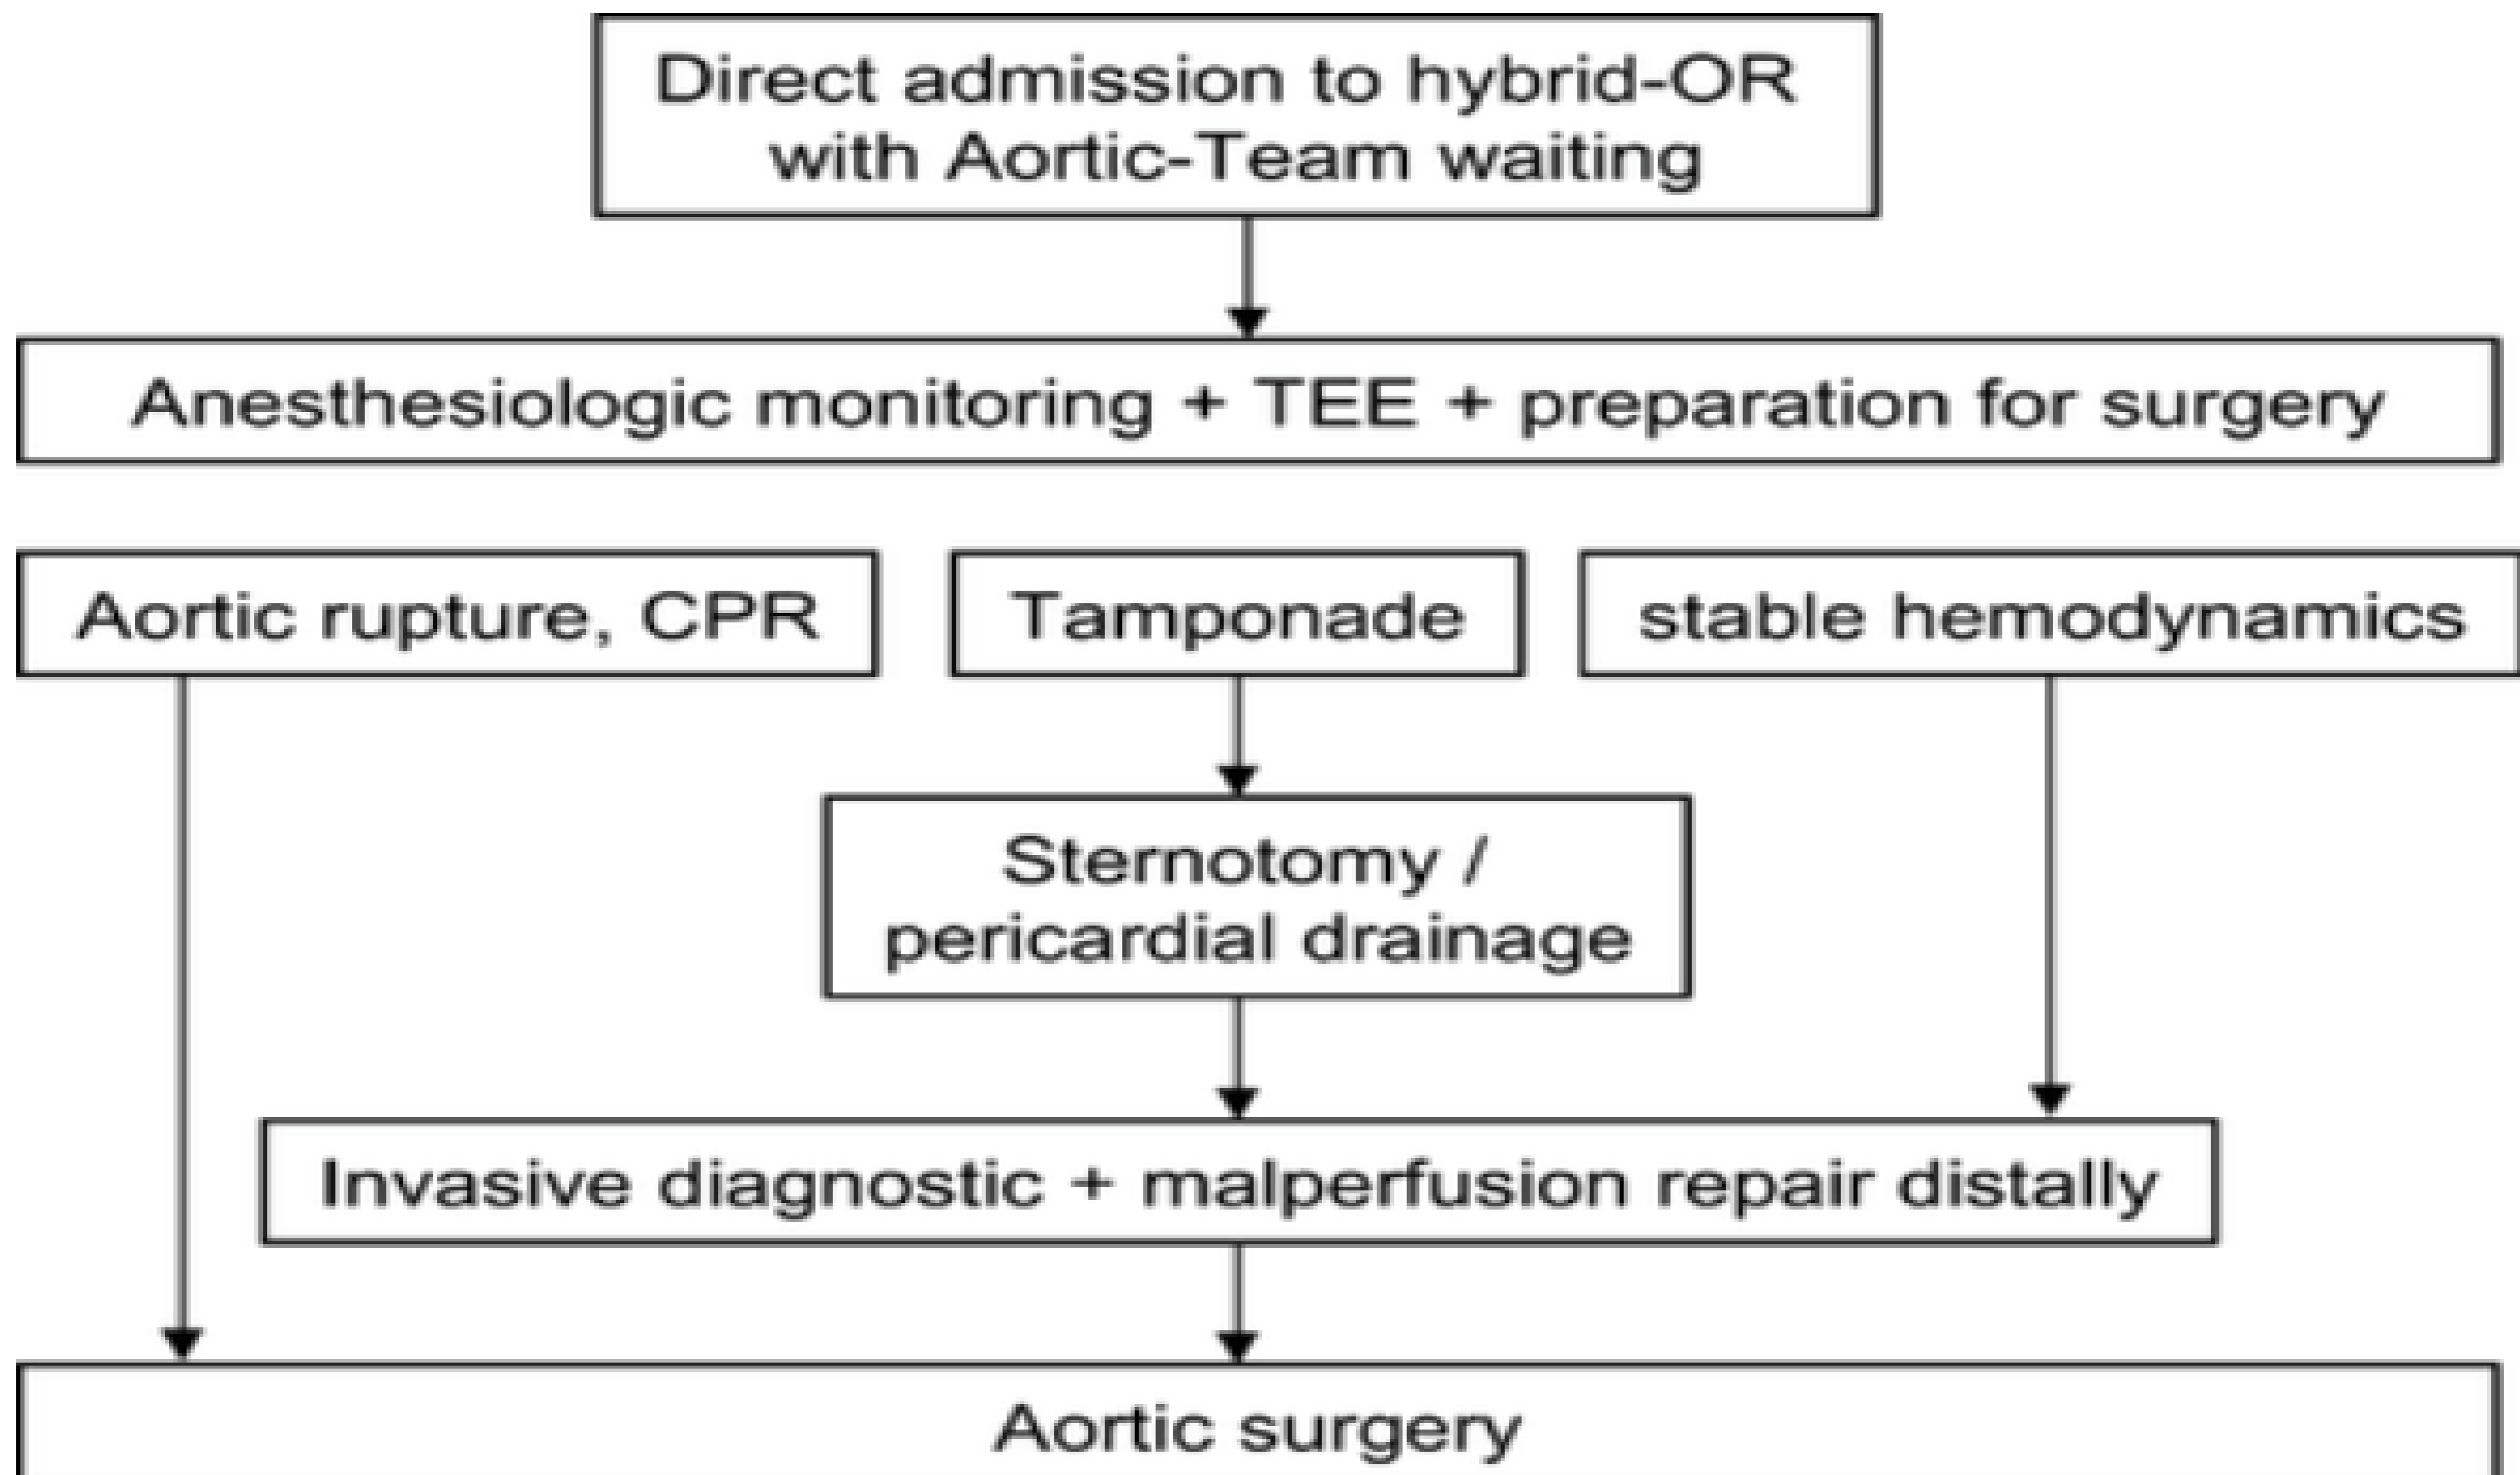 Direct admission to hybrid-OR
with Aortic-Team waiting
Anesthesiologic monitoring + TEE + preparation for surgery
Aortic rupture, CPR
Tamponade
stable hemodynamics
Sternotomy /
pericardial drainage
Invasive diagnostic + malperfusion repair distally
Aortic surgery